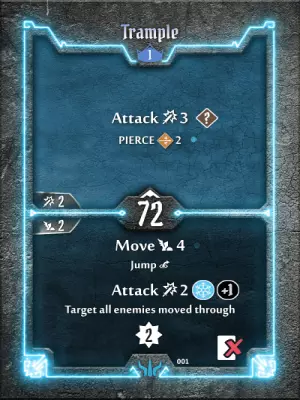 Trample
1
Attack 3 ?
PIERCE 2
2
72
2
Move 4
Jump
Attack 2 +1
Target all enemies moved through
2
001